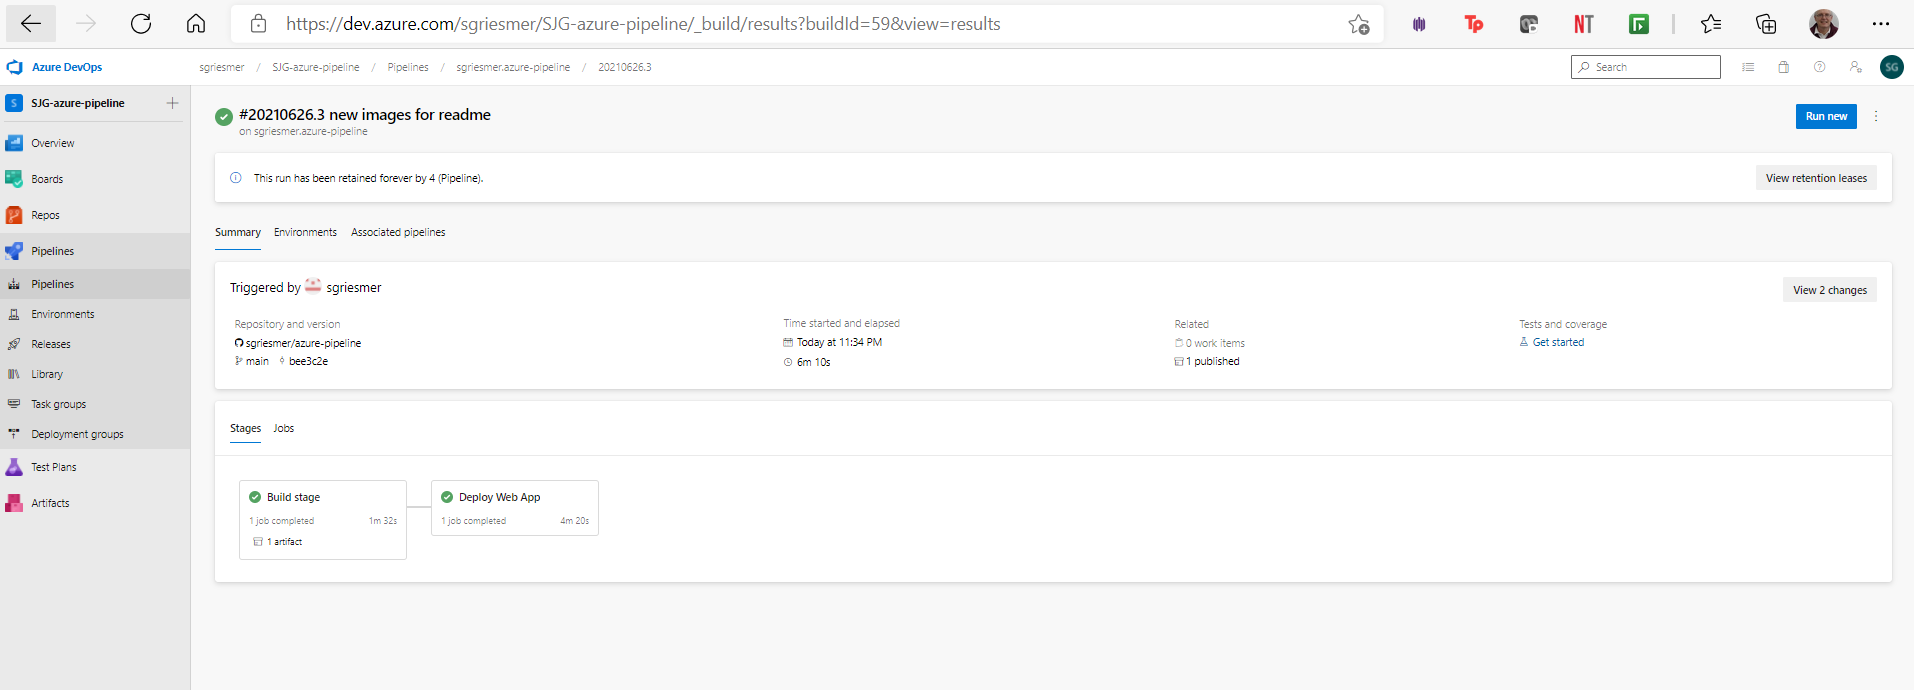 https://dev.azure.com/sgriesmer/SJG-azure-pipeline/_build/results?buildId=59&view=results
Tp
NT
Azure DevOps
sgriesmer / SJG-azure-pipeline / Pipelines / sgriesmer.azure-pipeline / 20210626.3
Search
SG
S SJG-azure-pipeline
Overview
Boards
Repos
Pipelines
Pipelines
Environments
Releases
Library
Task groups
Deployment groups
Test Plans
Artifacts
#20210626.3 new images for readme
on sgriesmer.azure-pipeline
Run new
This run has been retained forever by 4 (Pipeline).
View retention leases
Summary Environments Associated pipelines
Triggered by sgriesmer
View 2 changes
Repository and version
sgriesmer/azure-pipeline
main bee3c2e
Time started and elapsed
Today at 11:34 PM
6m 10s
Related
0 work items
1 published
Tests and coverage
Get started
Stages Jobs
Build stage
1 job completed 1m 32s
1 artifact
Deploy Web App
1 job completed 4m 20s